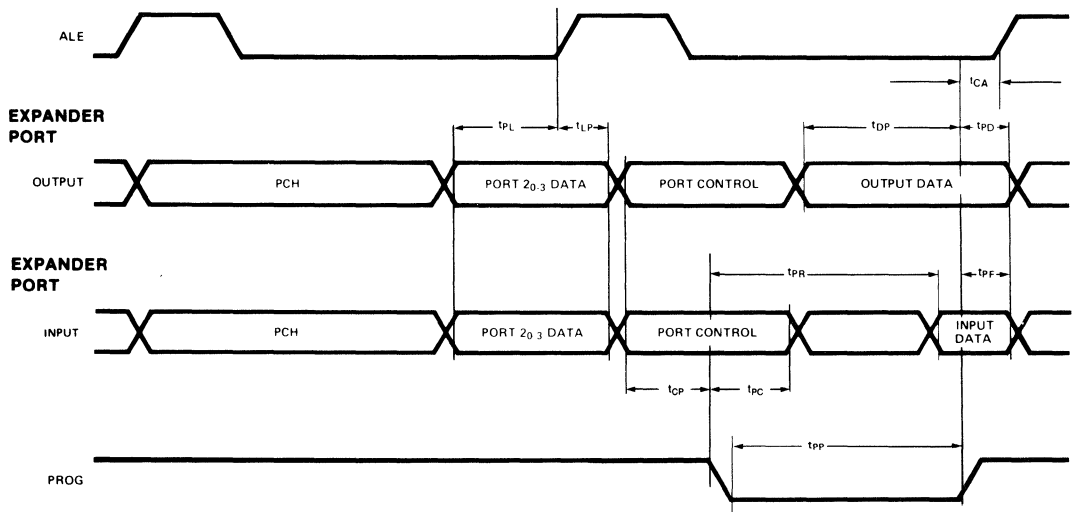 ALE
tCA
EXPANDER
PORT
tPL
tLP
tDP
tPD
OUTPUT
PCH
PORT 20-3 DATA
PORT CONTROL
OUTPUT DATA
EXPANDER
PORT
tPR
tPF
INPUT
PCH
PORT 20 3 DATA
PORT CONTROL
INPUT
DATA
tCP
tPC
tPP
PROG